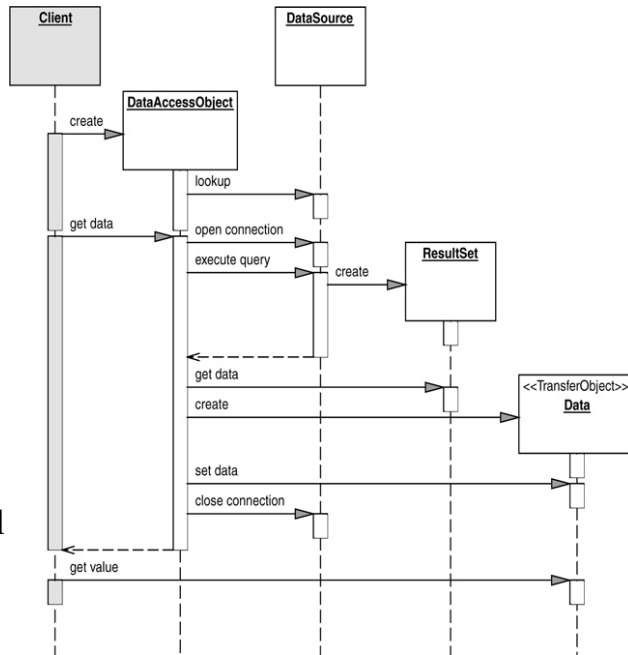 Client
DataSource
DataAccessObject
create
lookup
get data
open connection
execute query
create
ResultSet
get data
<<TransferObject>>
Data
create
set data
close connection
get value